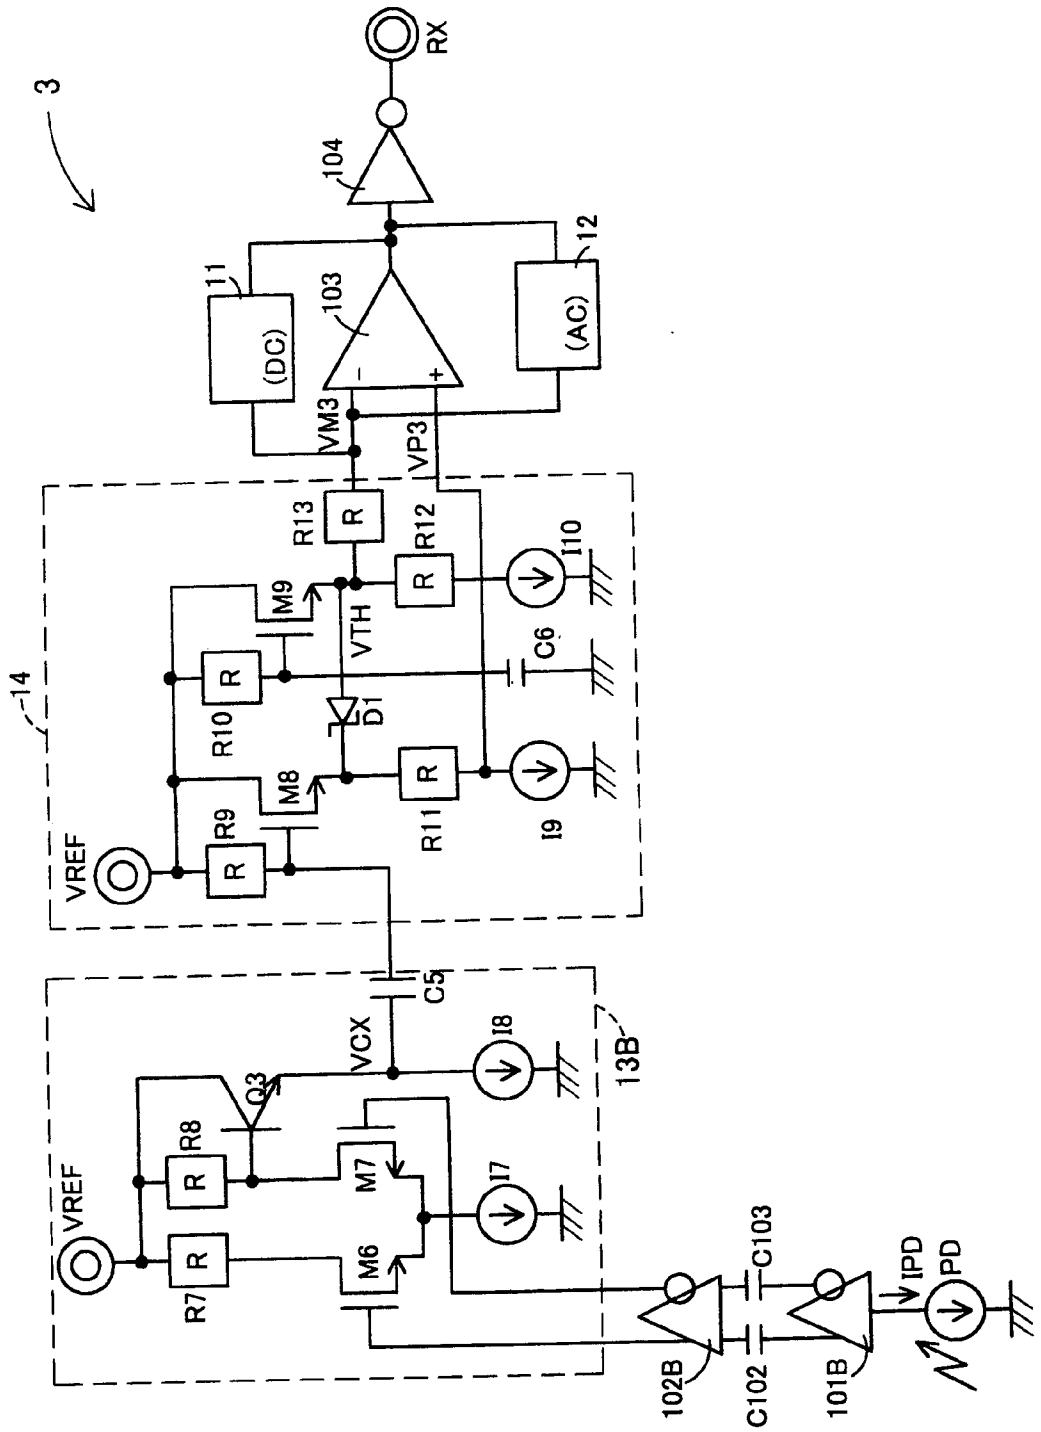 3
RX
104
11
(DC)
103
−
+
12
(AC)
VM3
VP3
14
R13
R
R12
R
I10
M9
VTH
C6
R10
R
D1
M8
R11
R
I9
R9
R
VREF
C5
VCX
I8
13B
Q3
R8
R
M7
I7
VREF
R7
R
M6
C103
C102
102B
101B
IPD
PD